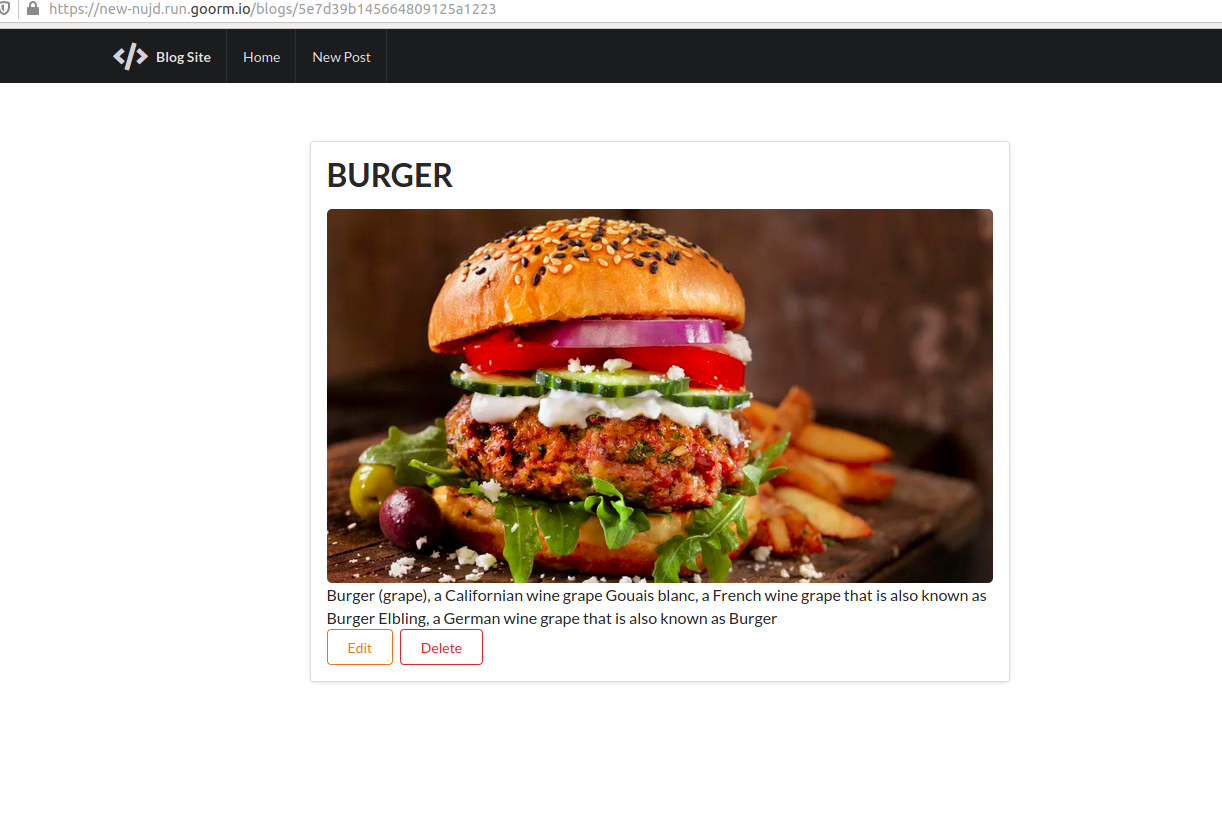 https://new-nujd.run.goorm.io/blogs/5e7d39b145664809125a1223
Blog Site
Home
New Post
BURGER
Burger (grape), a Californian wine grape Gouais blanc, a French wine grape that is also known as
Burger Elbling, a German wine grape that is also known as Burger
Edit
Delete